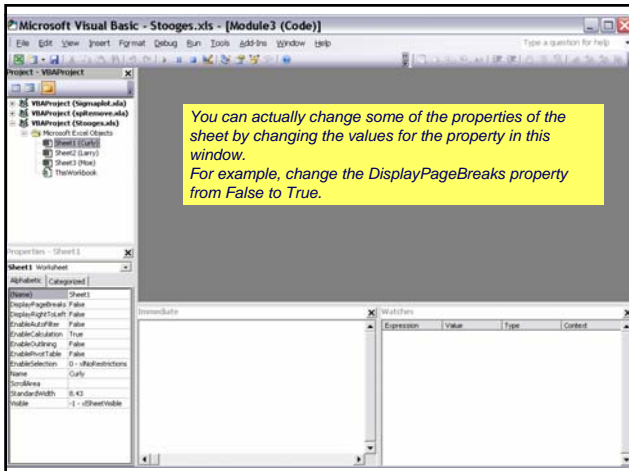 Microsoft Visual Basic - Stooges.xls - [Module3 (Code)]
File Edit View Insert Format Debug Run Tools Add-Ins Window Help
Type a question for help
Project - VBAProject
VBAProject (Sigmaplot.xla)
VBAProject (spItemove.xla)
VBAProject (Stooges.xls)
Microsoft Excel Objects
Sheet1 (Curly)
Sheet2 (Larry)
Sheet3 (Moe)
ThisWorkbook
You can actually change some of the properties of the
sheet by changing the values for the property in this
window.
For example, change the DisplayPageBreaks property
from False to True.
Properties - Sheet1
Sheet1 Worksheet
Alphabetic Categorized
(Name) Sheet1
DisplayPageBreaks False
DisplayRightToLeft False
EnableAutoFilter False
EnableCalculation True
EnableOutlining False
EnablePivotTable False
EnableSelection 0 - xlNoRestrictions
Name Curly
ScrollArea
StandardWidth 8.43
Visible -1 - xlSheetVisible
Immediate
Watches
Expression Value Type Context